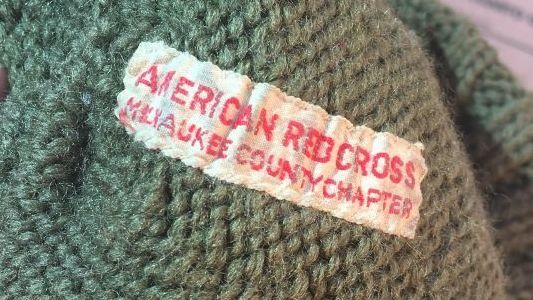 AMERICAN RED CROSS
MILWAUKEE COUNTY CHAPTER